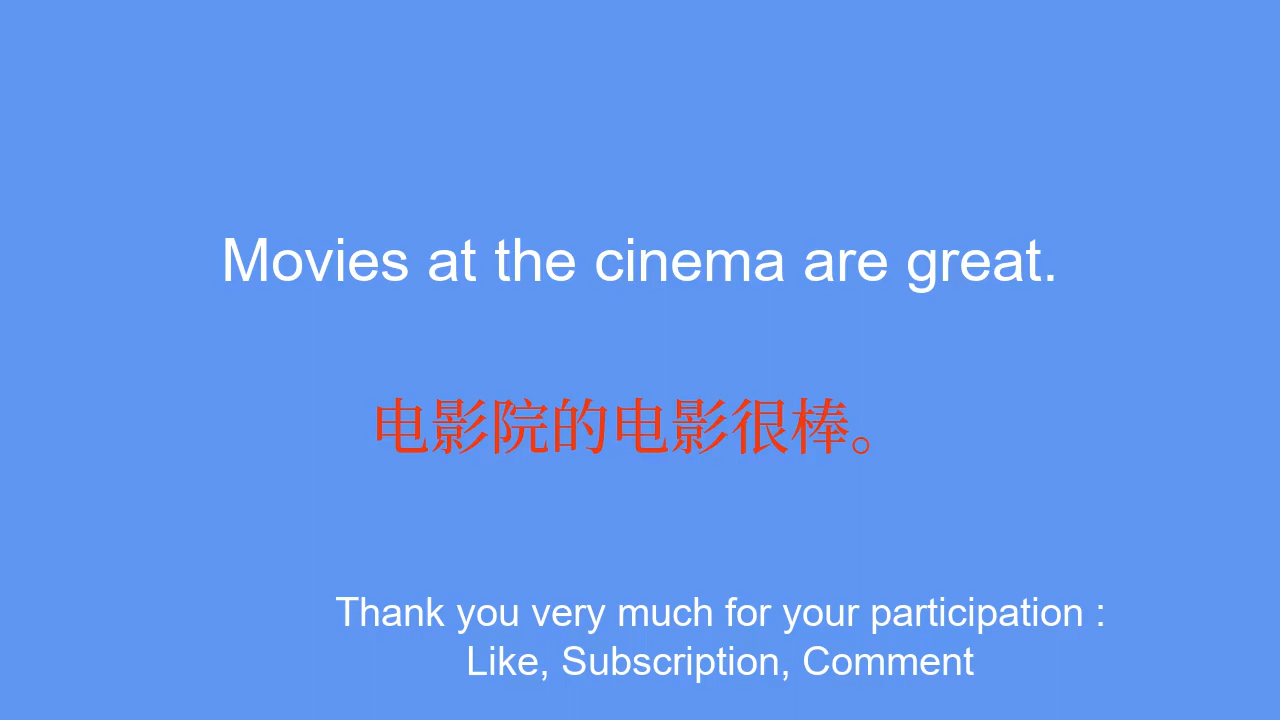 Movies at the cinema are great.
电影院的电影很棒。
Thank you very much for your participation :
Like, Subscription, Comment